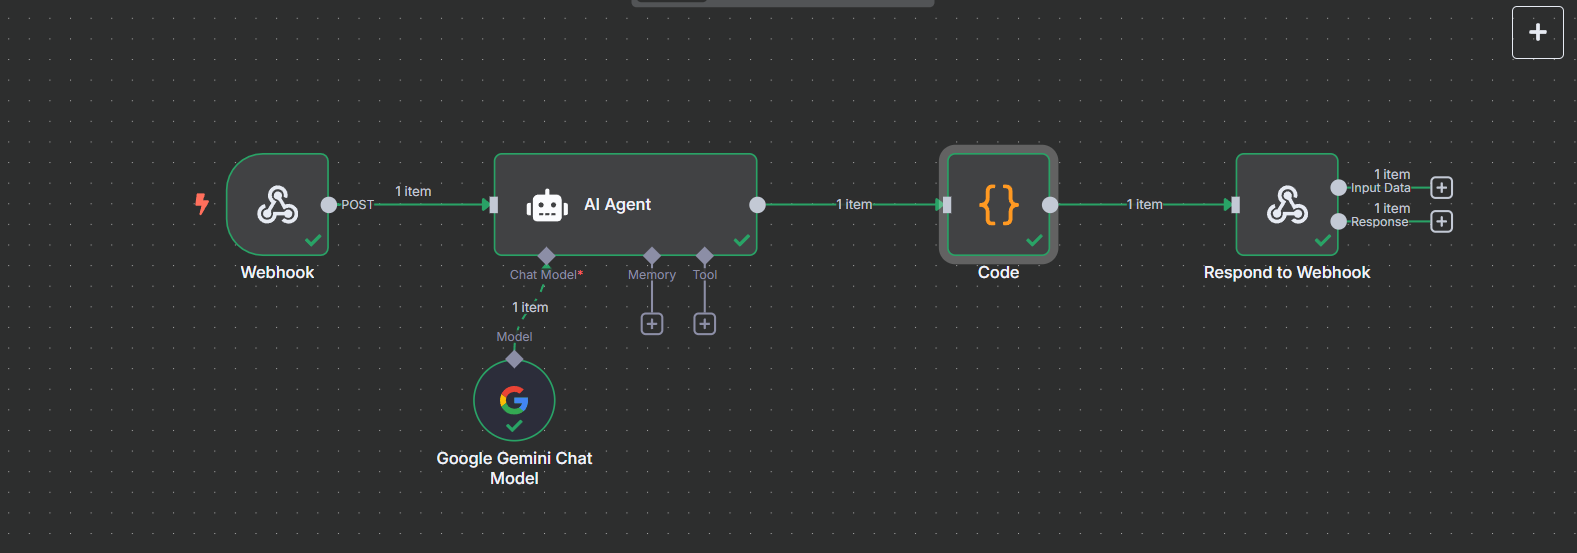 +
1 item
POST
AI Agent
1 item
{}
1 item
1 item
Input Data
1 item
Response
Webhook
Chat Model*
Memory
Tool
Code
Respond to Webhook
1 item
+
+
Model
Google Gemini Chat
Model